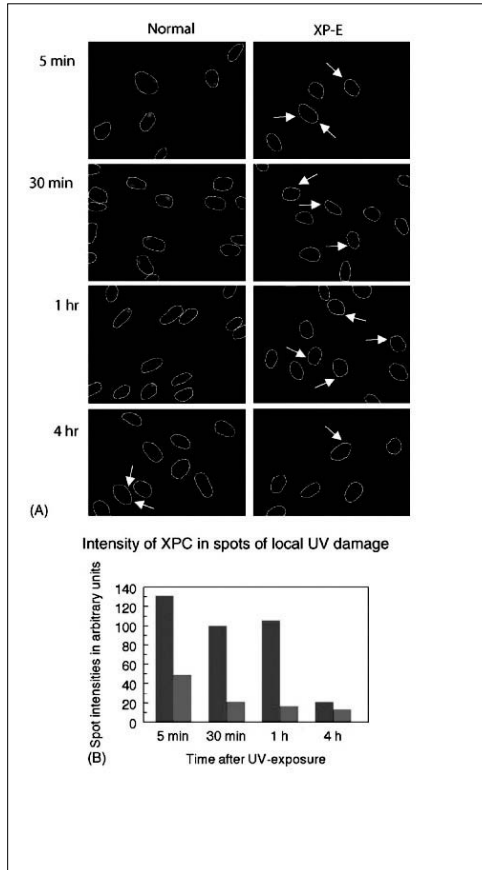 Normal XP-E
5 min
30 min
1 hr
4 hr
(A)
Intensity of XPC in spots of local UV damage
Spot intensities in arbitrary units
140
120
100
80
60
40
20
0
5 min 30 min 1 h 4 h
(B) Time after UV-exposure